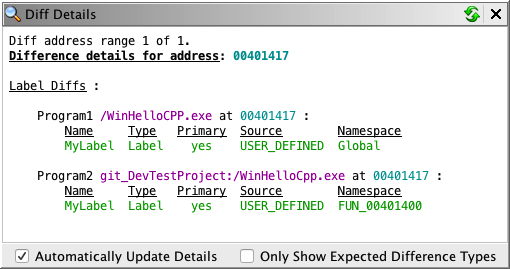 Diff Details
Diff address range 1 of 1.
Difference details for address: 00401417
Label Diffs :
Program1 /WinHelloCPP.exe at 00401417 :
Name Type Primary Source Namespace
MyLabel Label yes USER_DEFINED Global
Program2 git_DevTestProject:/WinHelloCpp.exe at 00401417 :
Name Type Primary Source Namespace
MyLabel Label yes USER_DEFINED FUN_00401400
Automatically Update Details Only Show Expected Difference Types